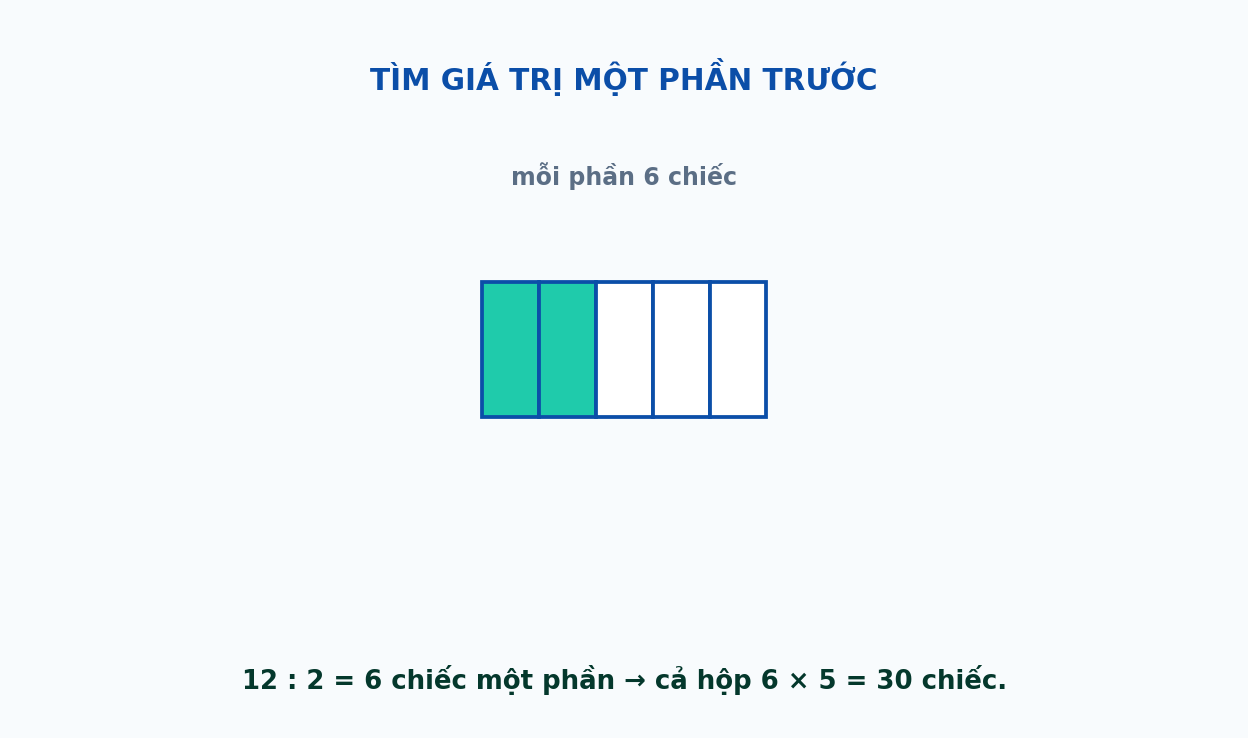 TÌM GIÁ TRỊ MỘT PHẦN TRƯỚC
mỗi phần 6 chiếc
12 : 2 = 6 chiếc một phần → cả hộp 6 × 5 = 30 chiếc.